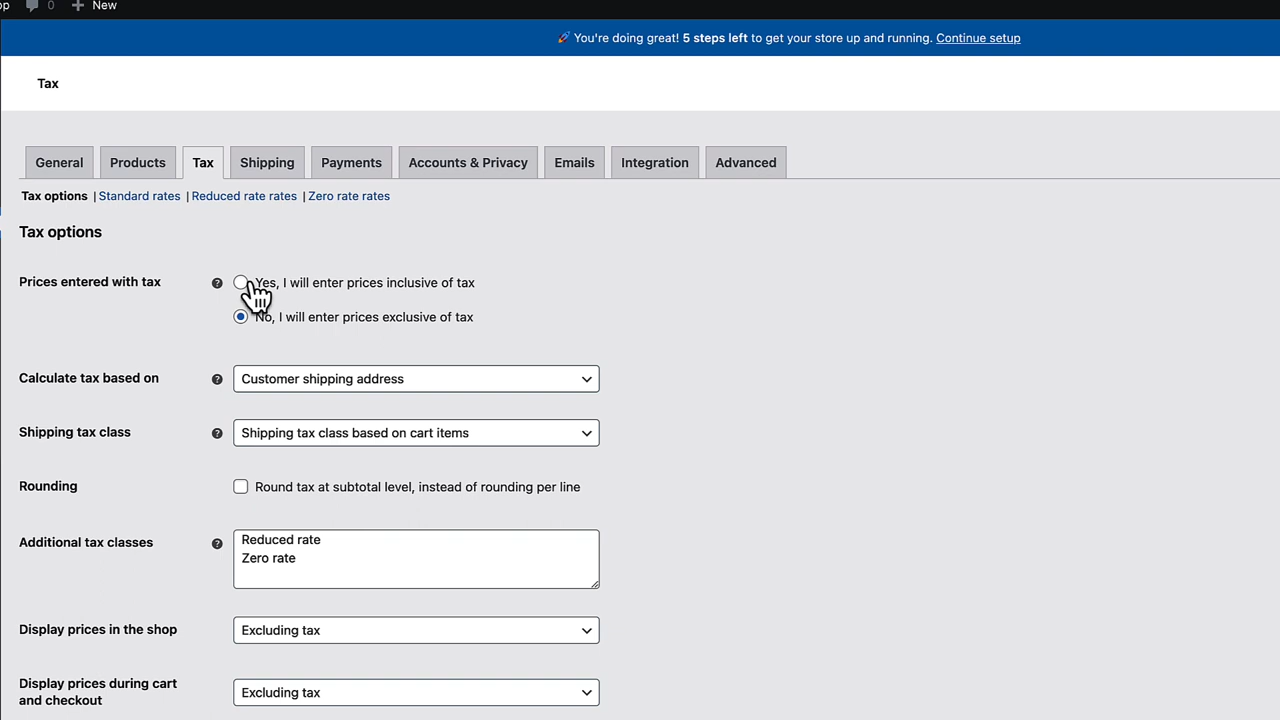 0 New
You're doing great! 5 steps left to get your store up and running. Continue setup
Tax
General Products Tax Shipping Payments Accounts & Privacy Emails Integration Advanced
Tax options | Standard rates | Reduced rate rates | Zero rate rates
Tax options
Prices entered with tax Yes, I will enter prices inclusive of tax
No, I will enter prices exclusive of tax
Calculate tax based on Customer shipping address
Shipping tax class Shipping tax class based on cart items
Rounding Round tax at subtotal level, instead of rounding per line
Additional tax classes Reduced rate
Zero rate
Display prices in the shop Excluding tax
Display prices during cart
and checkout Excluding tax